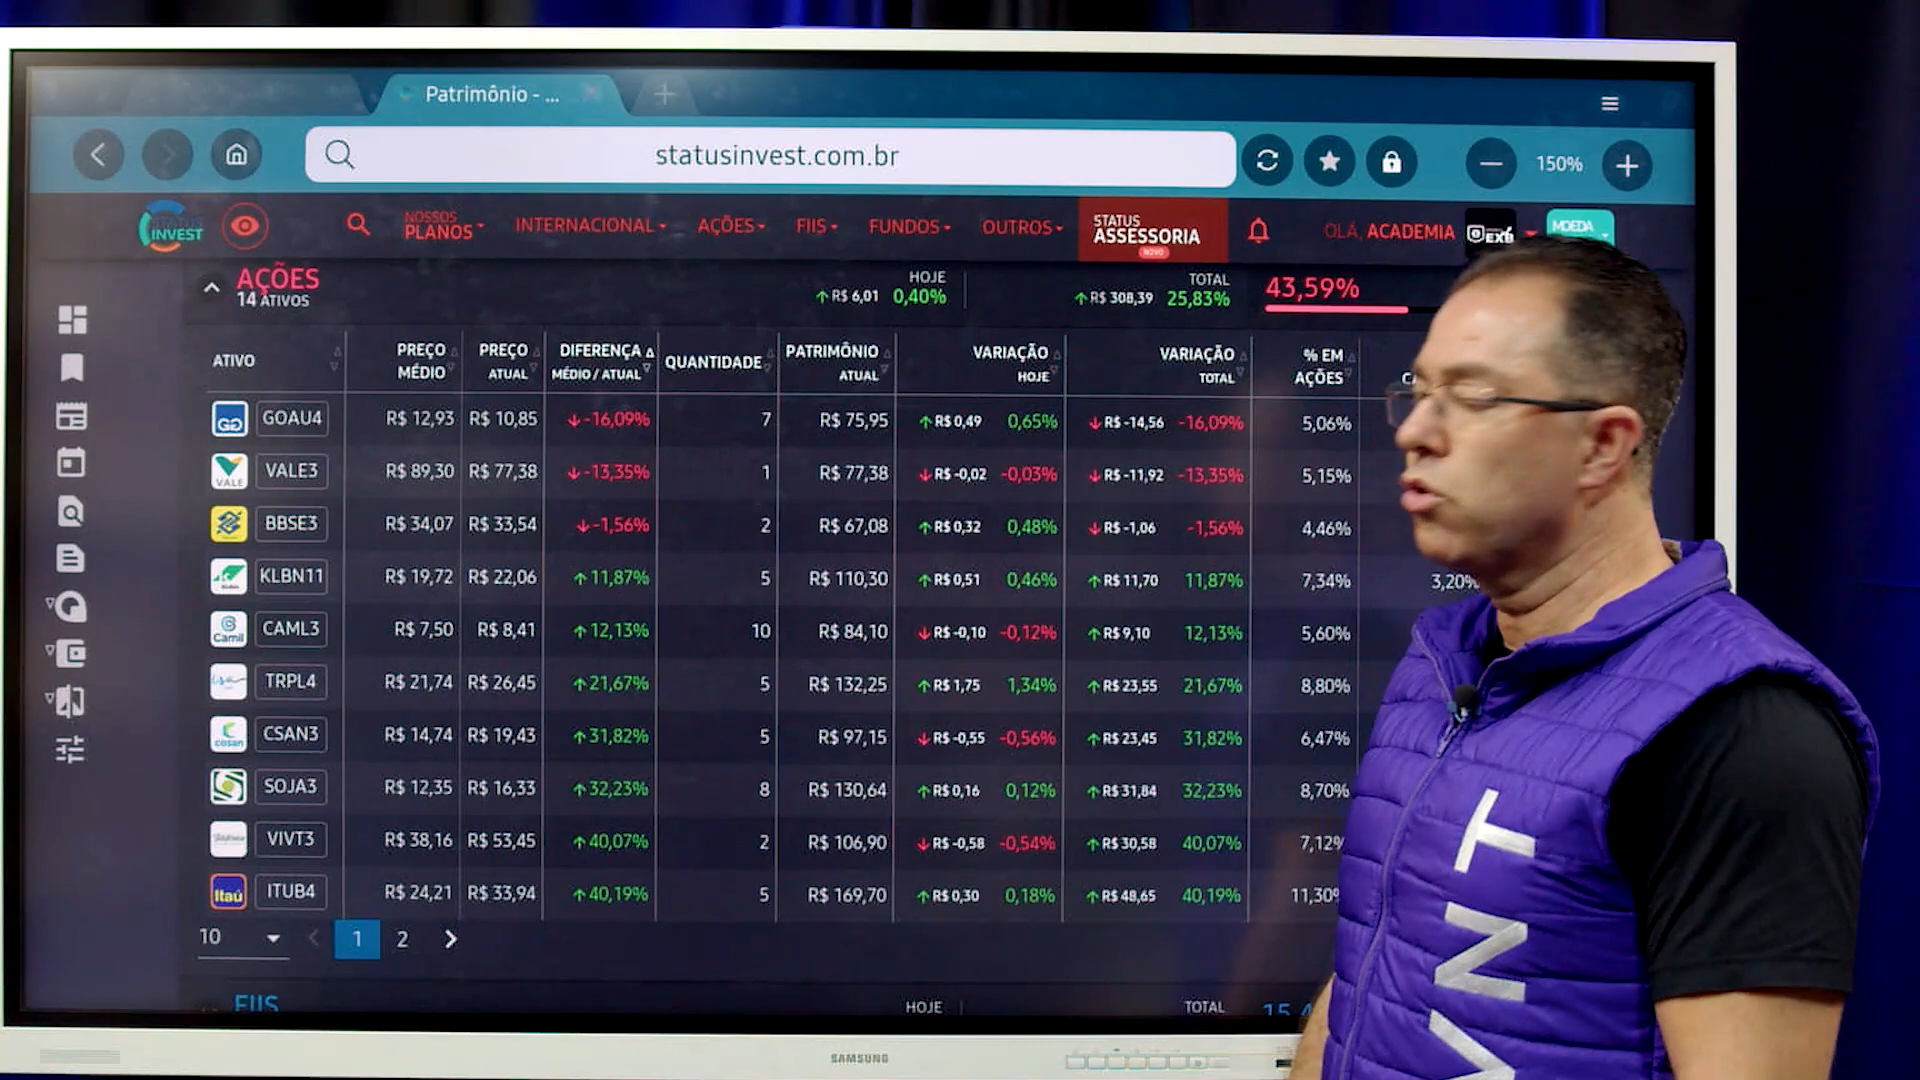 Patrimônio - ...
statusinvest.com.br
150%
STATUS
INVEST
NOSSOS
PLANOS
INTERNACIONAL
AÇÕES
FIIS
FUNDOS
OUTROS
STATUS
ASSESSORIA
NOVO
OLÁ, ACADEMIA
EXB
MOEDA
AÇÕES
14 ATIVOS
HOJE
R$ 6,01 0,40%
TOTAL
R$ 308,39 25,83%
43,59%
ATIVO
PREÇO
MÉDIO
PREÇO
ATUAL
DIFERENÇA
MÉDIO / ATUAL
QUANTIDADE
PATRIMÔNIO
ATUAL
VARIAÇÃO
HOJE
VARIAÇÃO
TOTAL
% EM
AÇÕES
GOAU4 R$ 12,93 R$ 10,85 -16,09% 7 R$ 75,95 R$ 0,49 0,65% R$ -14,56 -16,09% 5,06%
VALE VALE3 R$ 89,30 R$ 77,38 -13,35% 1 R$ 77,38 R$ -0,02 -0,03% R$ -11,92 -13,35% 5,15%
BBSE3 R$ 34,07 R$ 33,54 -1,56% 2 R$ 67,08 R$ 0,32 0,48% R$ -1,06 -1,56% 4,46%
KLBN11 R$ 19,72 R$ 22,06 11,87% 5 R$ 110,30 R$ 0,51 0,46% R$ 11,70 11,87% 7,34% 3,20%
Camil CAML3 R$ 7,50 R$ 8,41 12,13% 10 R$ 84,10 R$ -0,10 -0,12% R$ 9,10 12,13% 5,60%
TRPL4 R$ 21,74 R$ 26,45 21,67% 5 R$ 132,25 R$ 1,75 1,34% R$ 23,55 21,67% 8,80%
cosan CSAN3 R$ 14,74 R$ 19,43 31,82% 5 R$ 97,15 R$ -0,55 -0,56% R$ 23,45 31,82% 6,47%
SOJA3 R$ 12,35 R$ 16,33 32,23% 8 R$ 130,64 R$ 0,16 0,12% R$ 31,84 32,23% 8,70%
VIVT3 R$ 38,16 R$ 53,45 40,07% 2 R$ 106,90 R$ -0,58 -0,54% R$ 30,58 40,07% 7,12%
Itaú ITUB4 R$ 24,21 R$ 33,94 40,19% 5 R$ 169,70 R$ 0,30 0,18% R$ 48,65 40,19% 11,30%
10 1 2
FIIS
HOJE
TOTAL
15,4
SAMSUNG
TNT